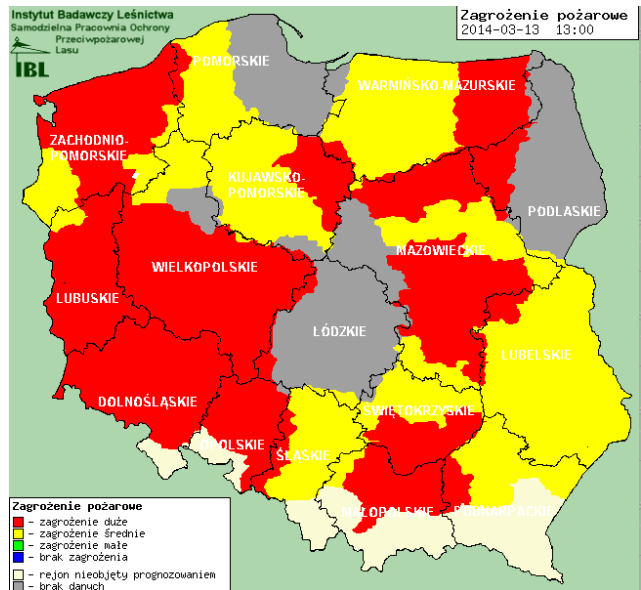 Instytut Badawczy Leśnictwa
Samodzielna Pracownia Ochrony
Przeciwpożarowej
Lasu
IBL
Zagrożenie pożarowe
2014-03-13 13:00
POMORSKIE
WARNIŃSKO-MAZURSKIE
ZACHODNIO-
POMORSKIE
KUJAWSKO-
POMORSKIE
PODLASKIE
MAZOWIECKIE
WIELKOPOLSKIE
LUBUSKIE
ŁÓDZKIE
LUBELSKIE
DOLNOŚLĄSKIE
ŚWIĘTOKRZYSKIE
OPOLSKIE
ŚLĄSKIE
MAŁOPOLSKIE
PODKARPACKIE
Zagrożenie pożarowe
- zagrożenie duże
- zagrożenie średnie
- zagrożenie małe
- brak zagrożenia
- rejon nieobjęty prognozowaniem
- brak danych